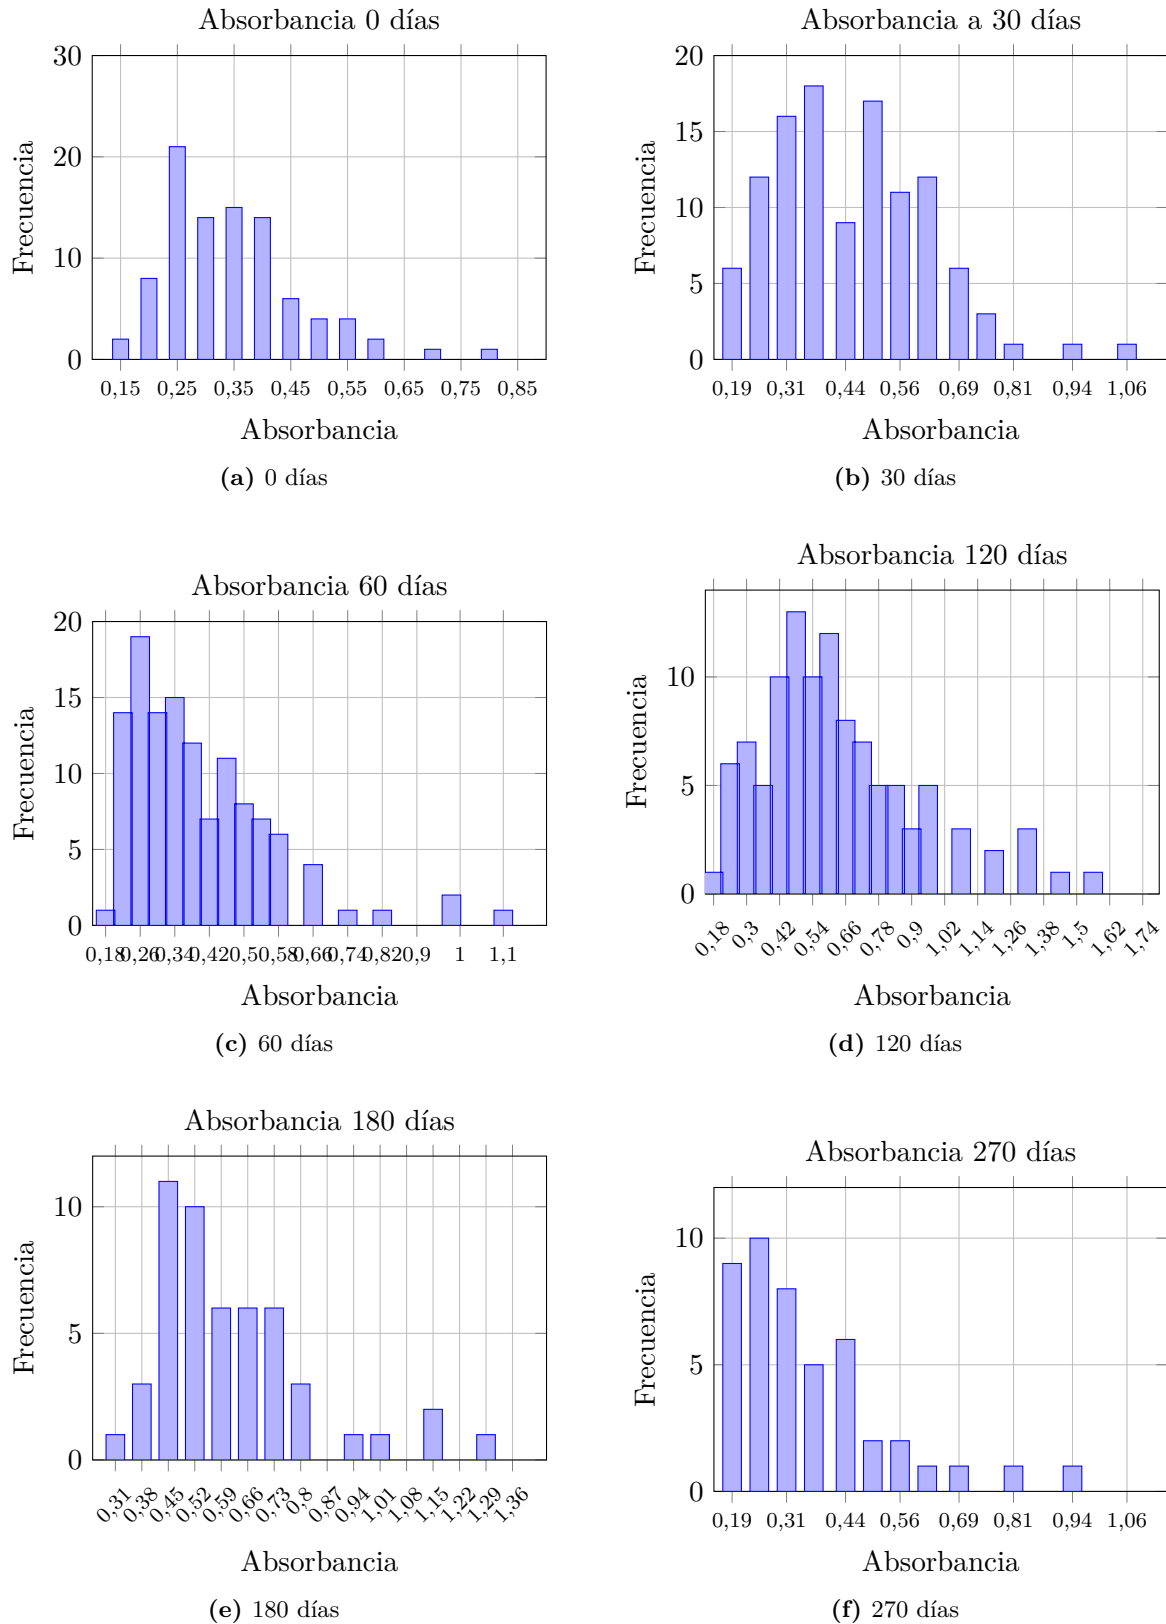 Absorbancia 0 días
30
20
10
0
Frecuencia
0,15 0,25 0,35 0,45 0,55 0,65 0,75 0,85
Absorbancia
(a) 0 días
Absorbancia a 30 días
20
15
10
5
0
Frecuencia
0,19 0,31 0,44 0,56 0,69 0,81 0,94 1,06
Absorbancia
(b) 30 días
Absorbancia 60 días
20
15
10
5
0
Frecuencia
0,18 0,26 0,34 0,42 0,50 0,58 0,66 0,74 0,82 0,9 1 1,1
Absorbancia
(c) 60 días
Absorbancia 120 días
10
5
0
Frecuencia
0,18 0,3 0,42 0,54 0,66 0,78 0,9 1,02 1,14 1,26 1,38 1,5 1,62 1,74
Absorbancia
(d) 120 días
Absorbancia 180 días
10
5
0
Frecuencia
0,31 0,38 0,45 0,52 0,59 0,66 0,73 0,8 0,87 0,94 1,01 1,08 1,15 1,22 1,29 1,36
Absorbancia
(e) 180 días
Absorbancia 270 días
10
5
0
Frecuencia
0,19 0,31 0,44 0,56 0,69 0,81 0,94 1,06
Absorbancia
(f) 270 días